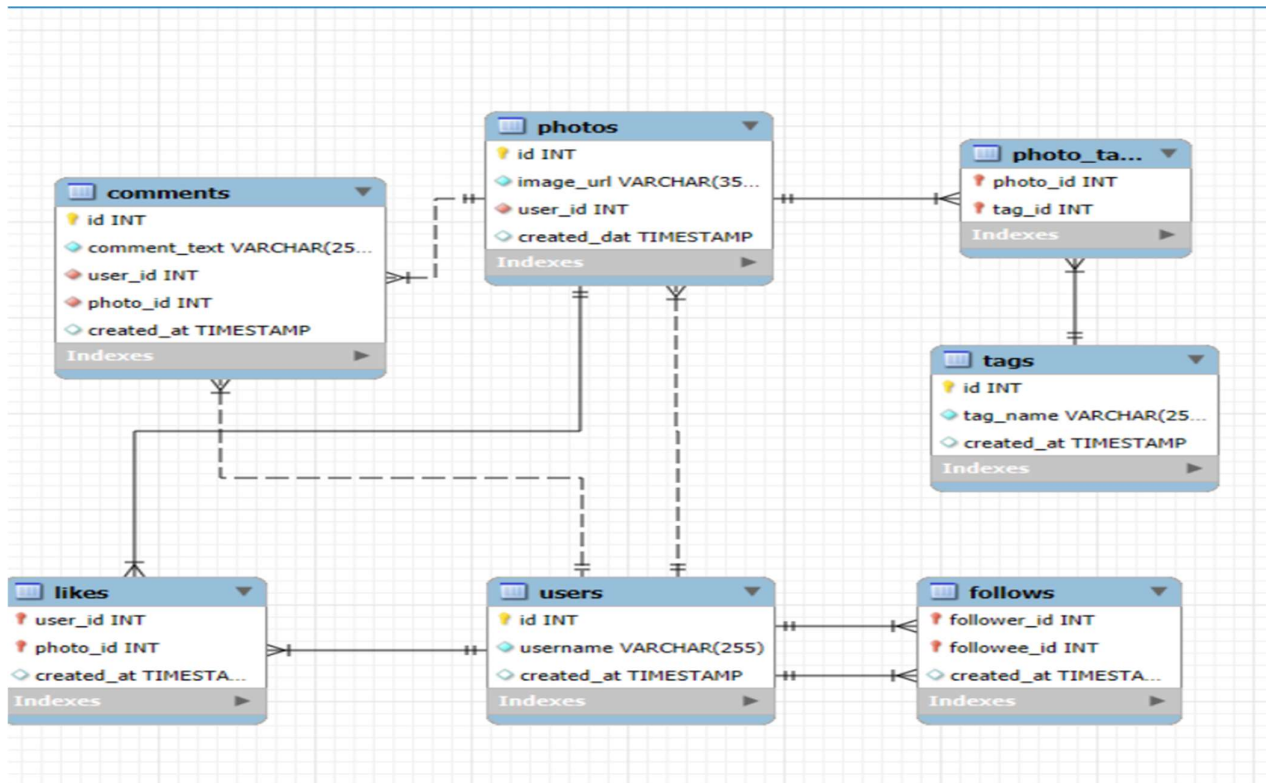 photos
id INT
image_url VARCHAR(35...
user_id INT
created_dat TIMESTAMP
Indexes
comments
id INT
comment_text VARCHAR(25...
user_id INT
photo_id INT
created_at TIMESTAMP
Indexes
photo_ta...
photo_id INT
tag_id INT
Indexes
tags
id INT
tag_name VARCHAR(25...
created_at TIMESTAMP
Indexes
likes
user_id INT
photo_id INT
created_at TIMESTA...
Indexes
users
id INT
username VARCHAR(255)
created_at TIMESTAMP
Indexes
follows
follower_id INT
followee_id INT
created_at TIMESTA...
Indexes